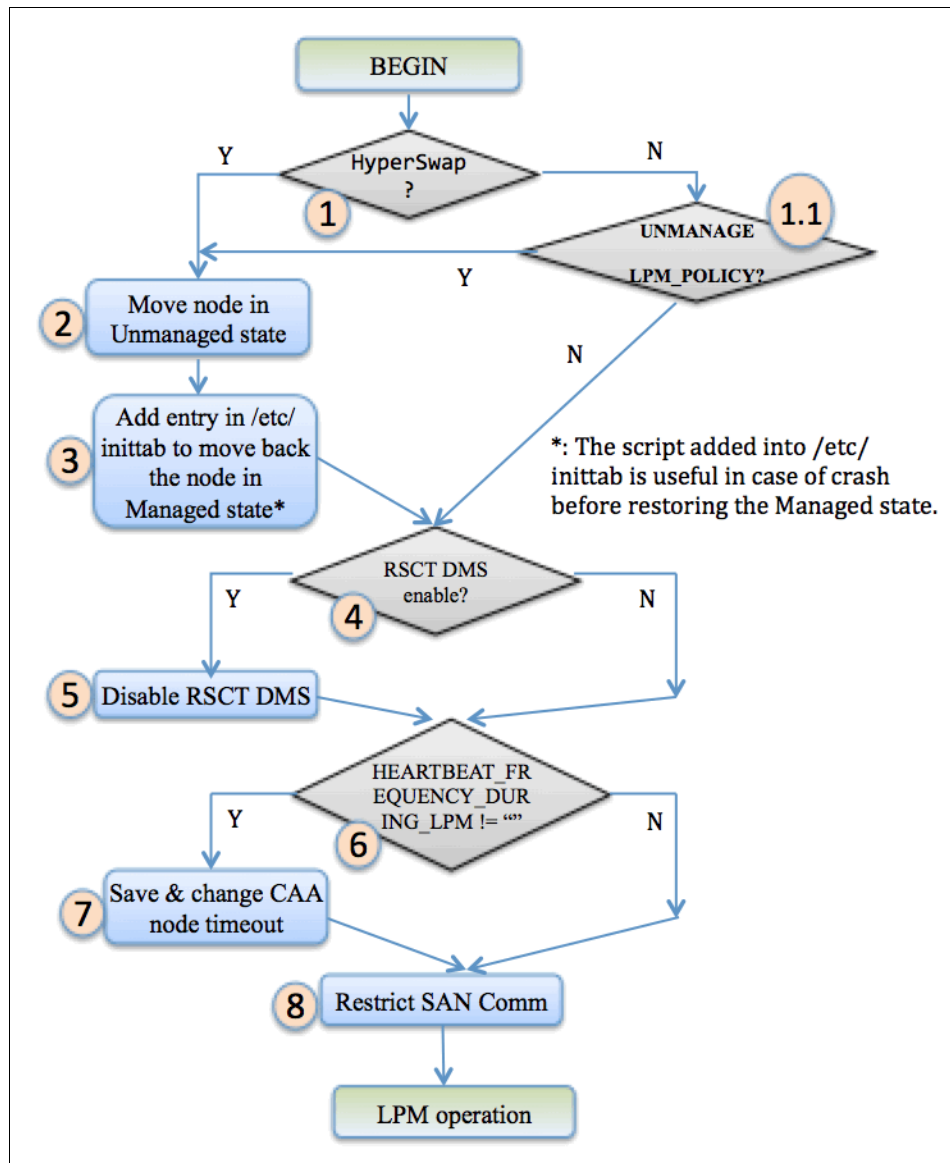 BEGIN
Y
HyperSwap
?
N
1
1.1
UNMANAGE
LPM_POLICY?
Y
2
Move node in
Unmanaged state
N
3
Add entry in /etc/
inittab to move back
the node in
Managed state*
*: The script added into /etc/
inittab is useful in case of crash
before restoring the Managed state.
RSCT DMS
enable?
Y
N
4
5
Disable RSCT DMS
HEARTBEAT_FR
EQUENCY_DUR
ING_LPM != “”
Y
N
6
7
Save & change CAA
node timeout
8
Restrict SAN Comm
LPM operation